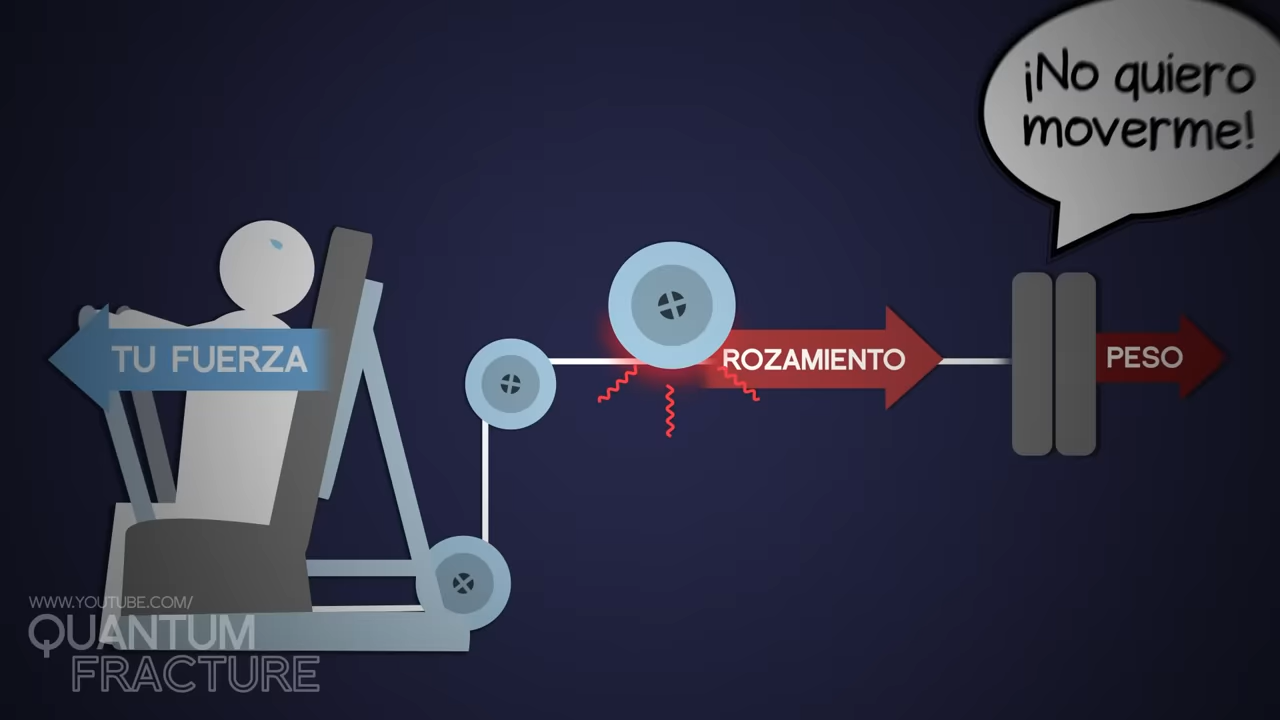 ¡No quiero
moverme!
TU FUERZA
ROZAMIENTO
PESO
WWW.YOUTUBE.COM/
QUANTUM
FRACTURE